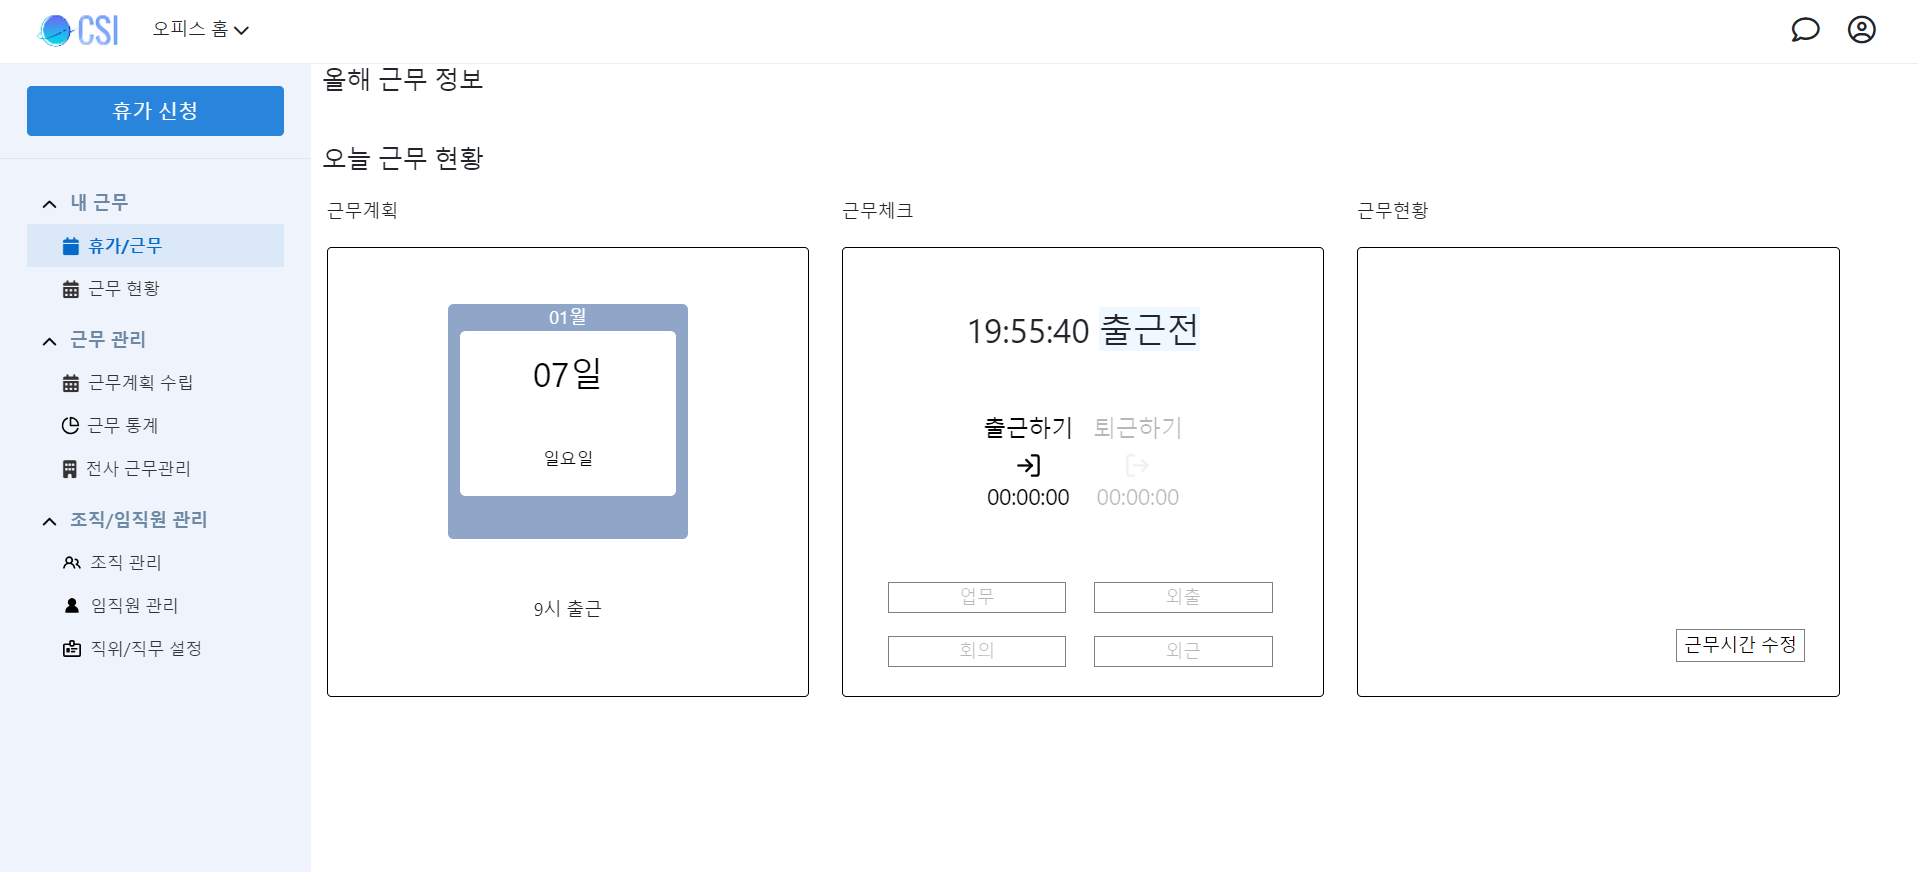 CSI 오피스 홈
휴가 신청
내 근무
휴가/근무
근무 현황
근무 관리
근무계획 수립
근무 통계
전사 근무관리
조직/임직원 관리
조직 관리
임직원 관리
직위/직무 설정
올해 근무 정보
오늘 근무 현황
근무계획
01월
07일
일요일
9시 출근
근무체크
19:55:40 출근전
출근하기 퇴근하기
00:00:00 00:00:00
업무 외출
회의 외근
근무현황
근무시간 수정